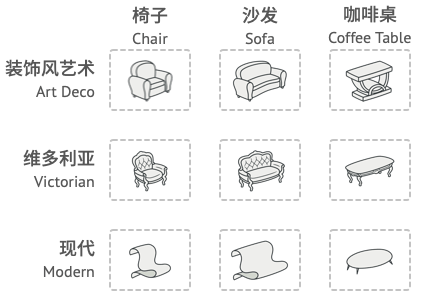 椅子
Chair
沙发
Sofa
咖啡桌
Coffee Table
装饰风艺术
Art Deco
维多利亚
Victorian
现代
Modern